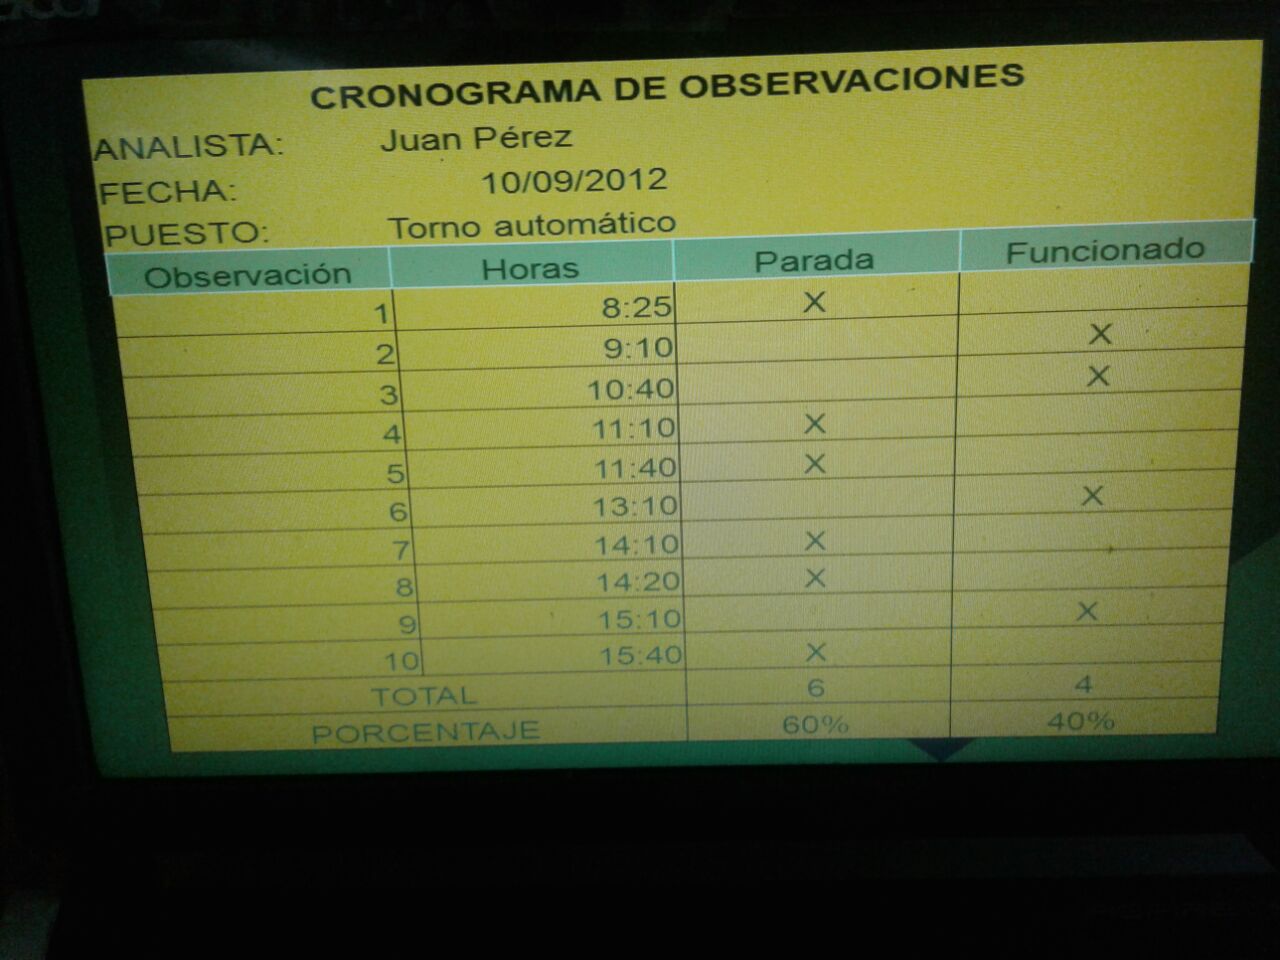 acer
CRONOGRAMA DE OBSERVACIONES
ANALISTA: Juan Pérez
FECHA: 10/09/2012
PUESTO: Torno automático
Observación Horas Parada Funcionado
1 8:25 X
2 9:10 X
3 10:40 X
4 11:10 X
5 11:40 X
6 13:10 X
7 14:10 X
8 14:20 X
9 15:10 X
10 15:40 X
TOTAL 6 4
PORCENTAJE 60% 40%